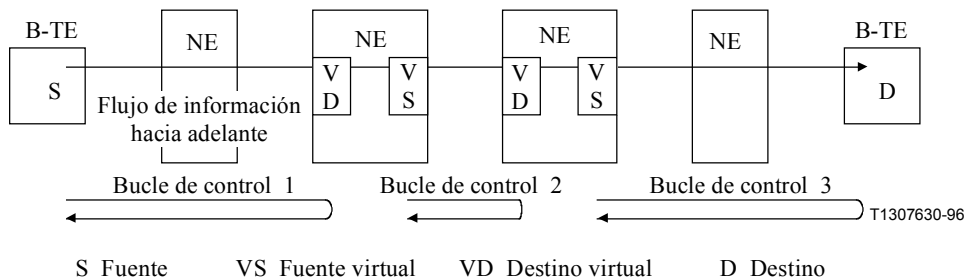 B-TE
NE
NE
NE
NE
B-TE
S
V
D
V
S
V
D
V
S
D
Flujo de información
hacia adelante
Bucle de control 1
Bucle de control 2
Bucle de control 3
T1307630-96
S Fuente
VS Fuente virtual
VD Destino virtual
D Destino